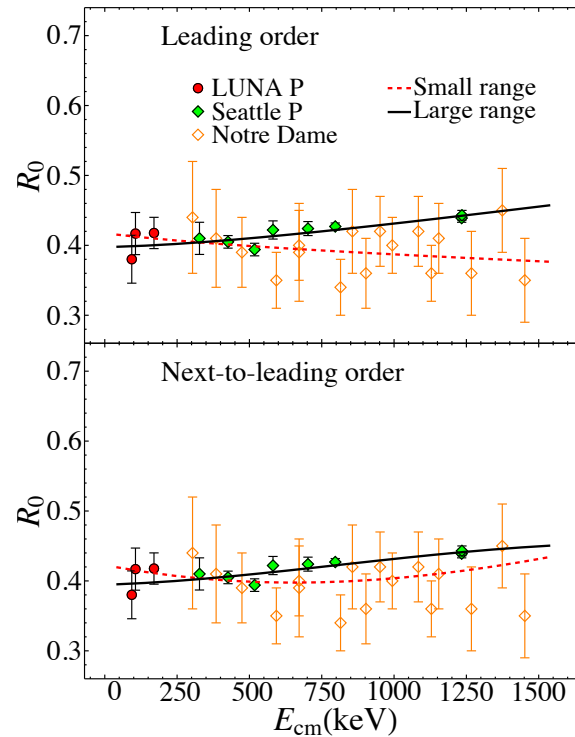 0.7
Leading order
0.6
LUNA P
Small range
Seattle P
Large range
Notre Dame
0.5
R0
0.4
0.3
0.7
Next-to-leading order
0.6
0.5
R0
0.4
0.3
0 250 500 750 1000 1250 1500
Ecm(keV)